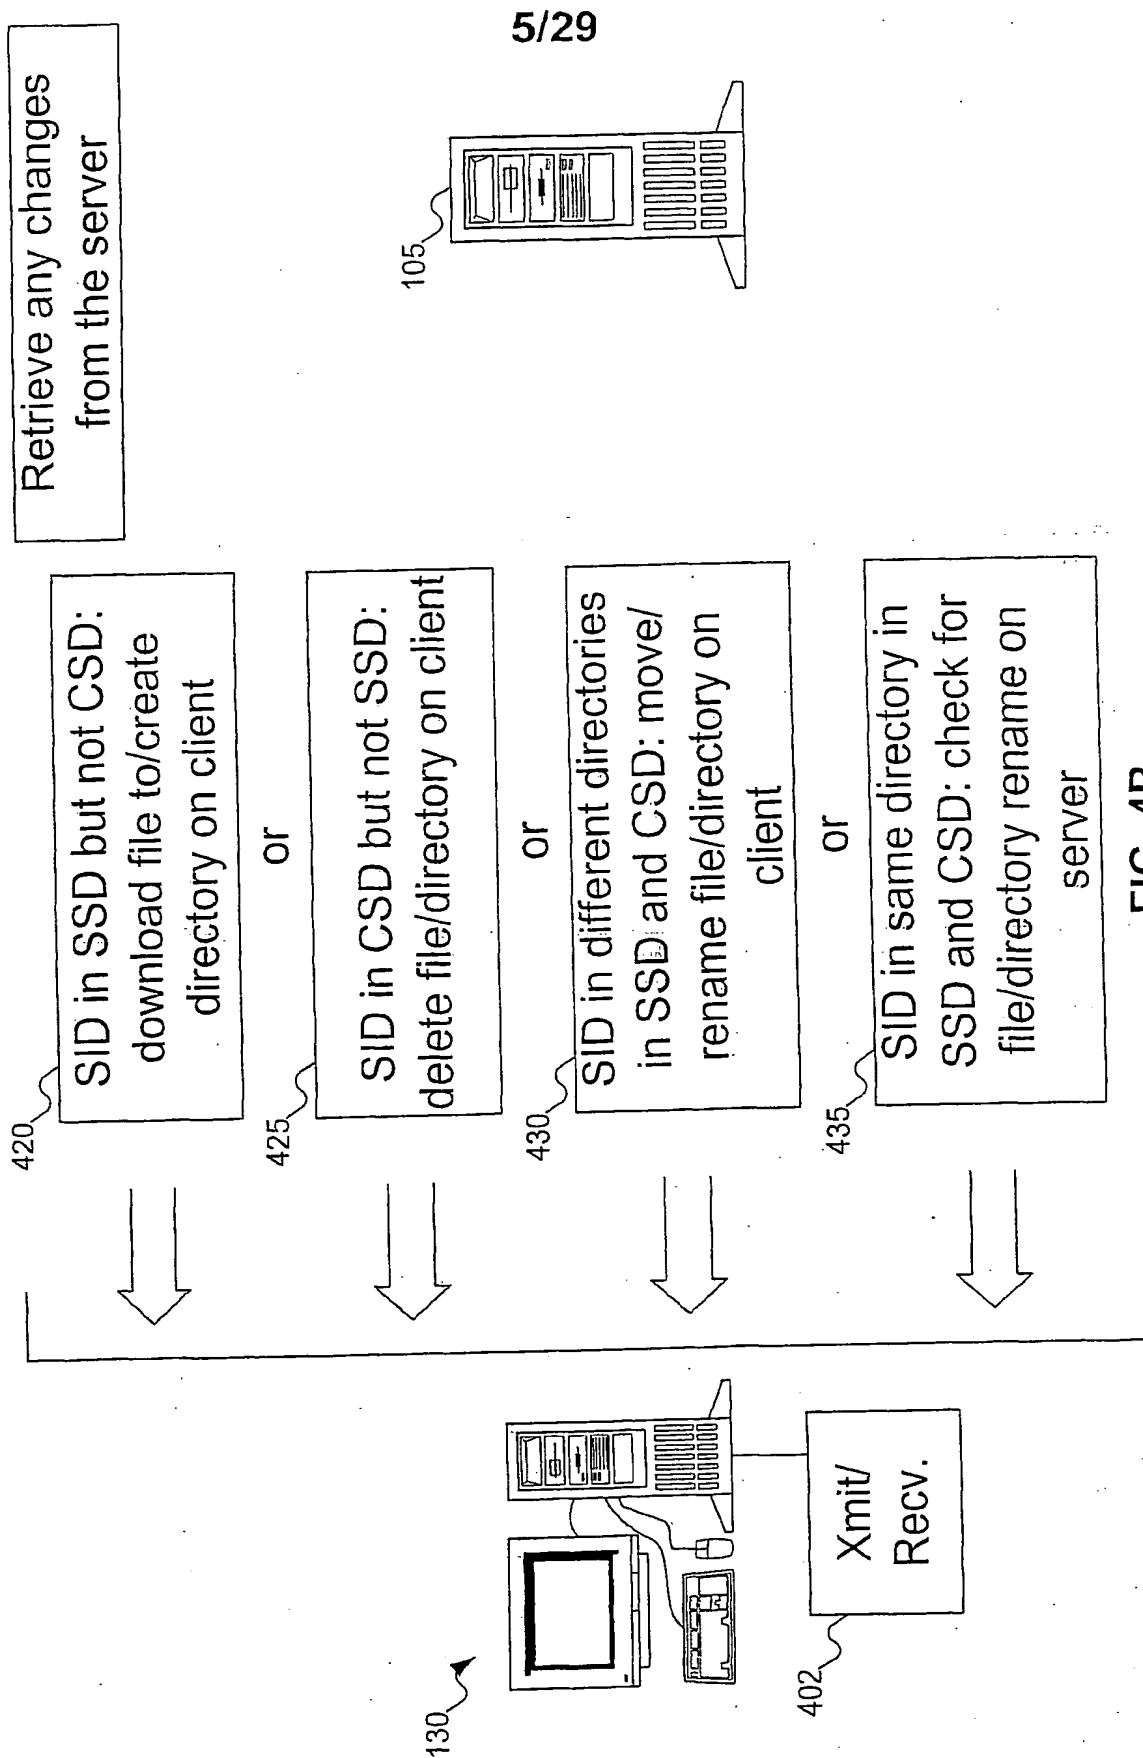 5/29
Retrieve any changes
from the server
105
420
SID in SSD but not CSD:
download file to/create
directory on client
or
425
SID in CSD but not SSD:
delete file/directory on client
or
430
SID in different directories
in SSD and CSD: move/
rename file/directory on
client
or
435
SID in same directory in
SSD and CSD: check for
file/directory rename on
server
130
Xmit/
Recv.
402
FIG. 4B